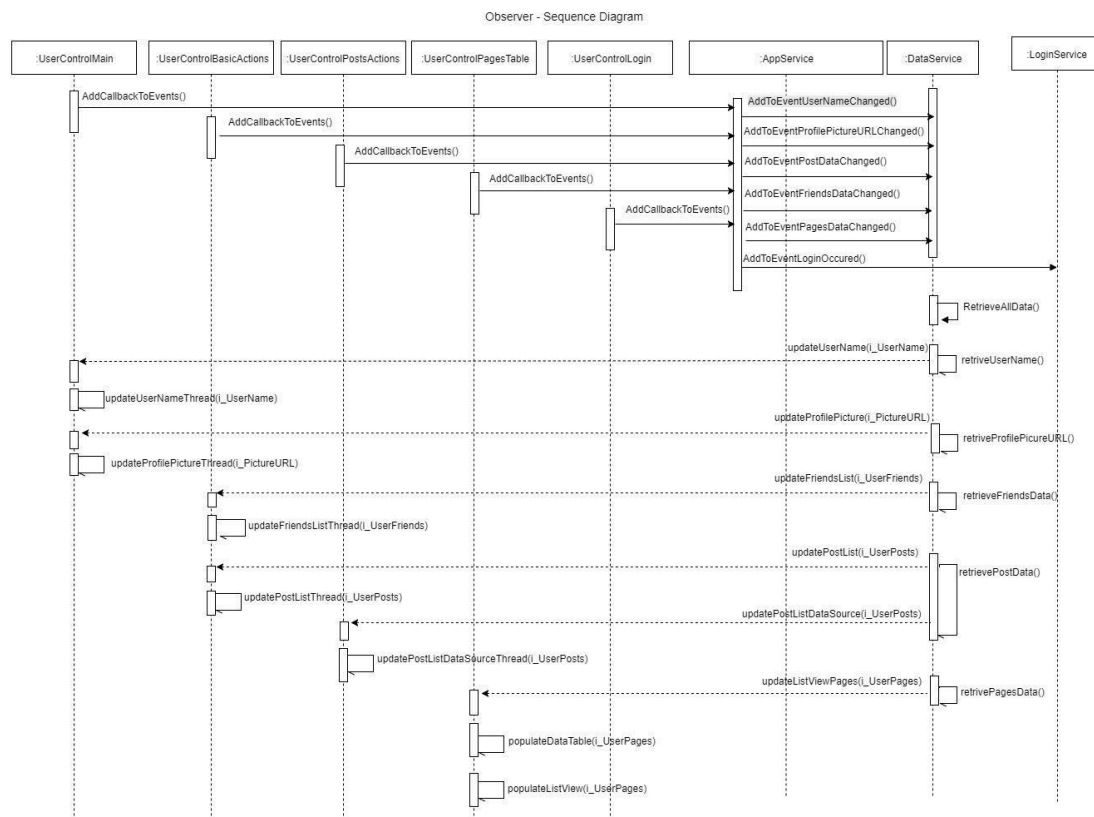 Observer - Sequence Diagram
:UserControlMain
:UserControlBasicActions
:UserControlPostsActions
:UserControlPagesTable
:UserControlLogin
:AppService
:DataService
:LoginService
AddCallbackToEvents()
AddToEventUserNameChanged()
AddCallbackToEvents()
AddToEventProfilePictureURLChanged()
AddCallbackToEvents()
AddToEventPostDataChanged()
AddCallbackToEvents()
AddToEventFriendsDataChanged()
AddCallbackToEvents()
AddToEventPagesDataChanged()
AddToEventLoginOccured()
RetrieveAllData()
updateUserName(i_UserName)
retriveUserName()
updateUserNameThread(i_UserName)
updateProfilePicture(i_PictureURL)
retriveProfilePicureURL()
updateProfilePictureThread(i_PictureURL)
updateFriendsList(i_UserFriends)
retrieveFriendsData()
updateFriendsListThread(i_UserFriends)
updatePostList(i_UserPosts)
retrievePostData()
updatePostListThread(i_UserPosts)
updatePostListDataSource(i_UserPosts)
updatePostListDataSourceThread(i_UserPosts)
updateListViewPages(i_UserPages)
retrivePagesData()
populateDataTable(i_UserPages)
populateListView(i_UserPages)